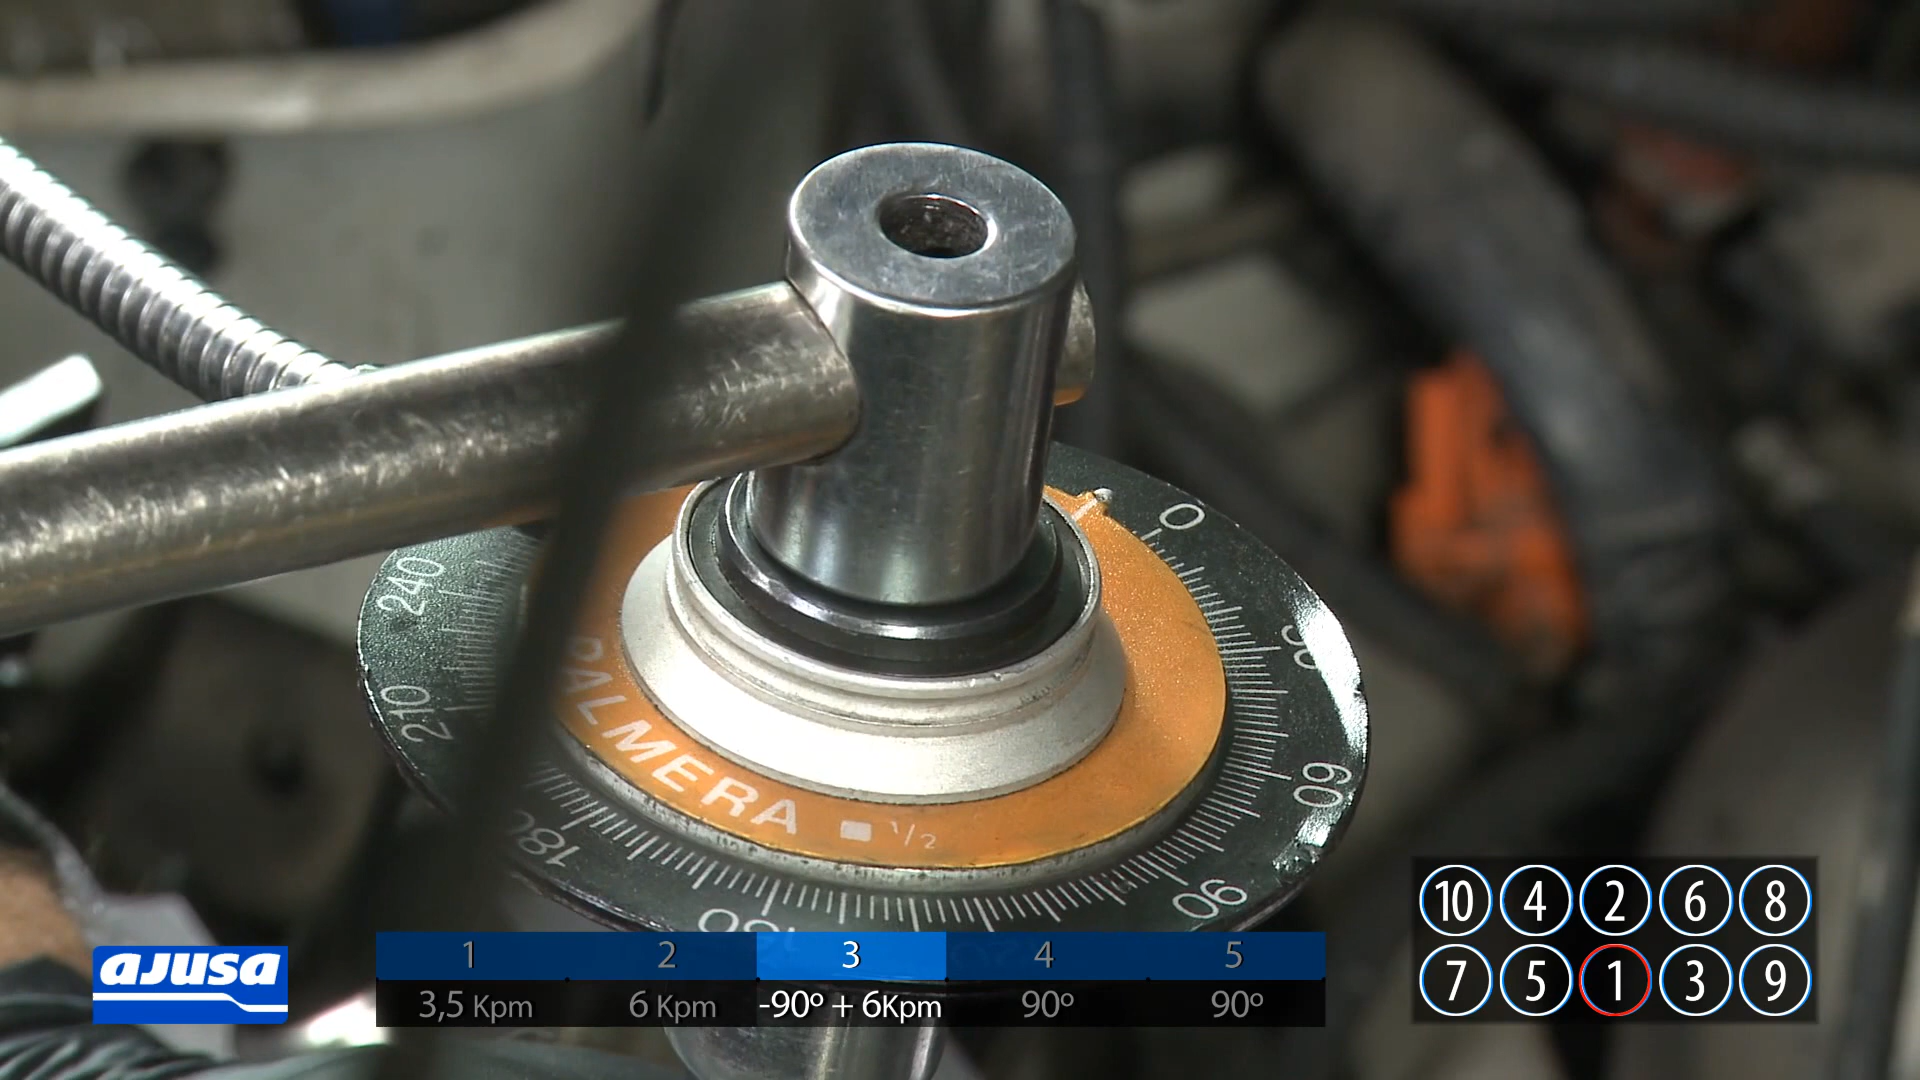 0
240
60
210
PALMERA ■ 1/2
180
90
ajusa
1 2 3 4 5
3,5 Kpm 6 Kpm -90º + 6Kpm 90º 90º
10 4 2 6 8
7 5 1 3 9